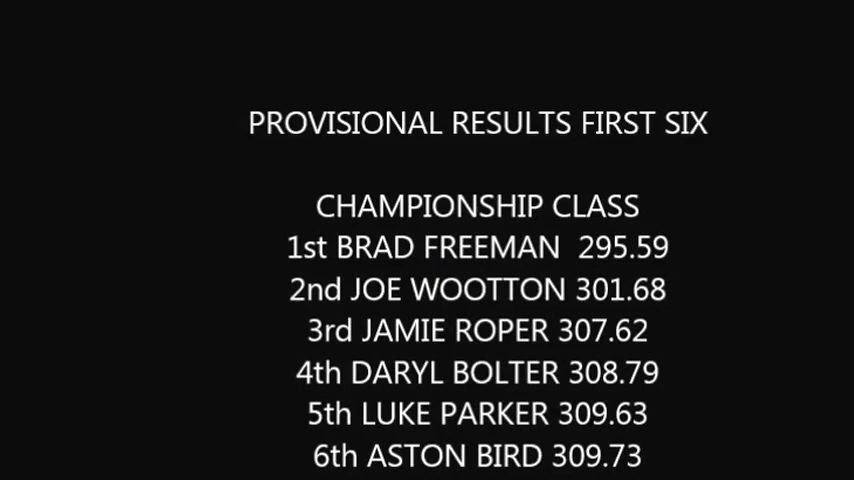 PROVISIONAL RESULTS FIRST SIX
CHAMPIONSHIP CLASS
1st BRAD FREEMAN  295.59
2nd JOE WOOTTON 301.68
3rd JAMIE ROPER 307.62
4th DARYL BOLTER 308.79
5th LUKE PARKER 309.63
6th ASTON BIRD 309.73